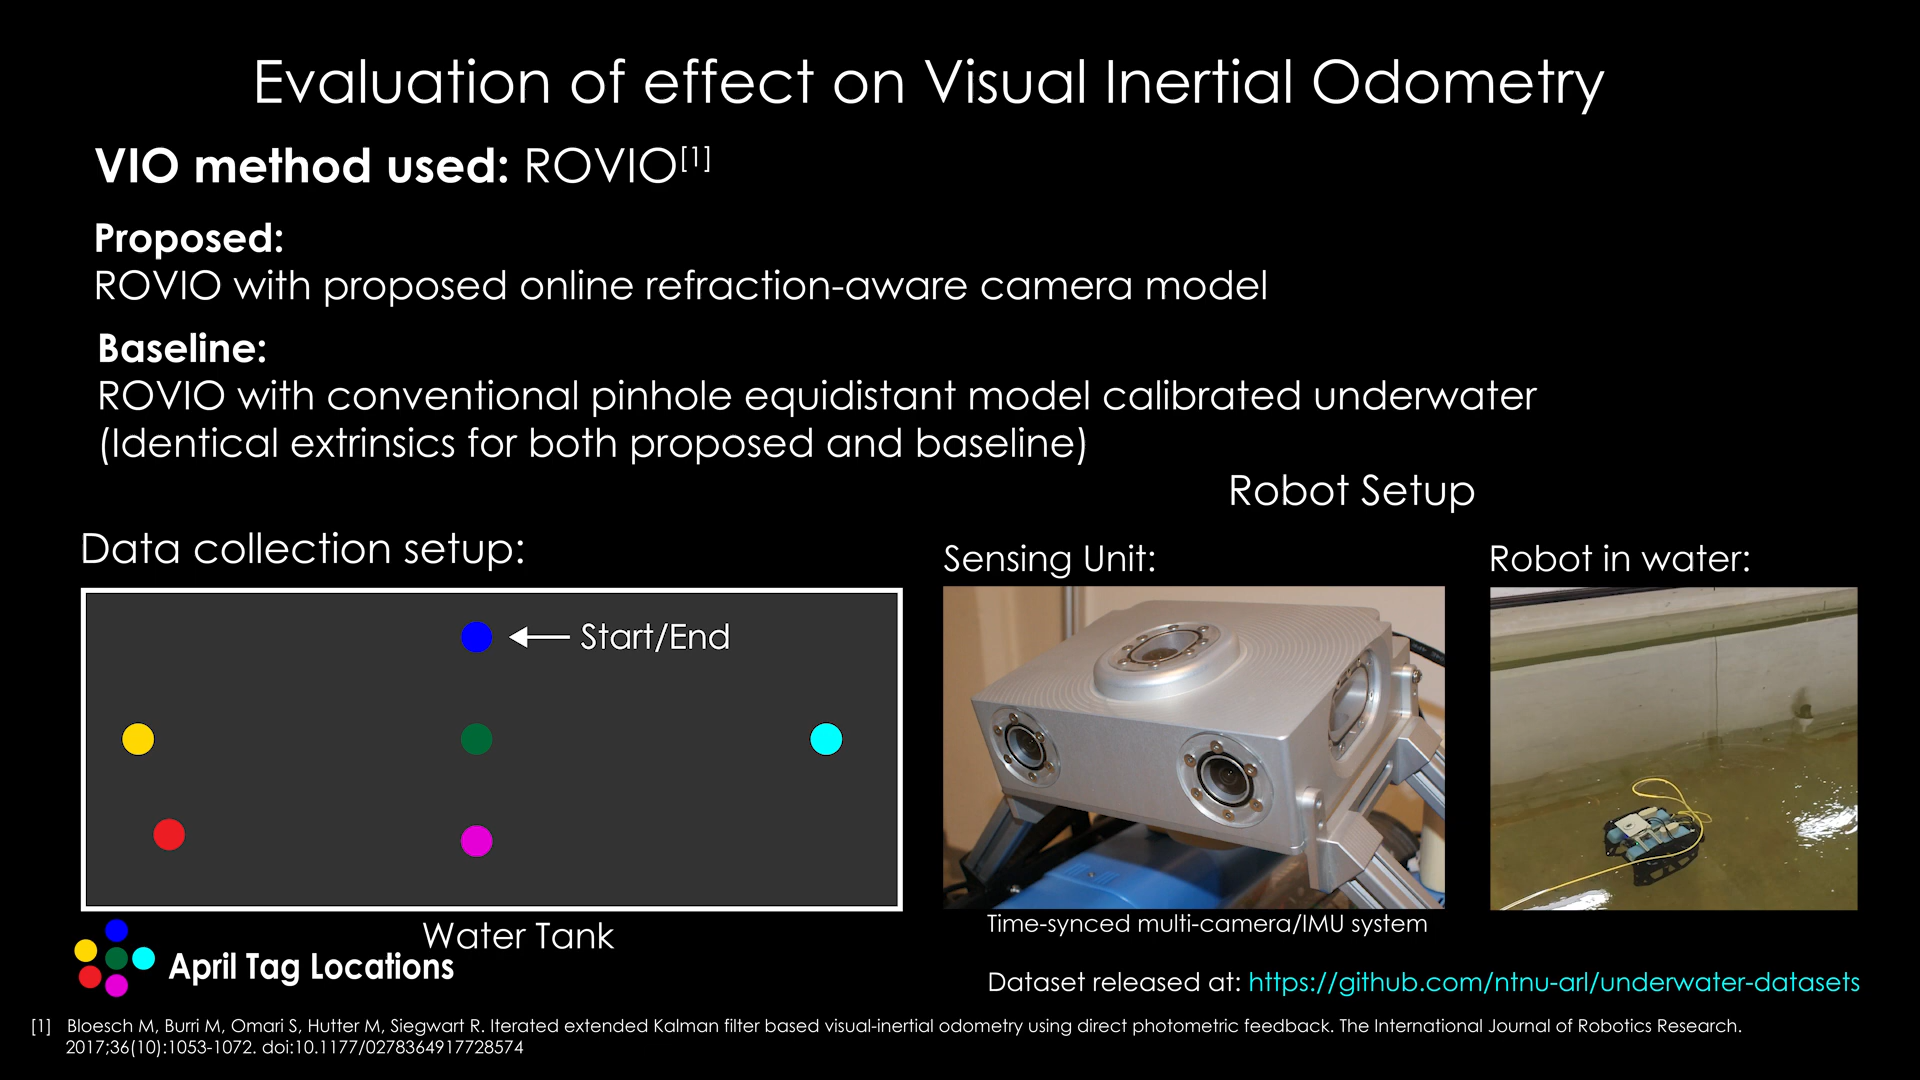 Evaluation of effect on Visual Inertial Odometry
VIO method used: ROVIO[1]
Proposed:
ROVIO with proposed online refraction-aware camera model
Baseline:
ROVIO with conventional pinhole equidistant model calibrated underwater
(Identical extrinsics for both proposed and baseline)
Robot Setup
Data collection setup:
Sensing Unit:
Robot in water:
Start/End
Water Tank
April Tag Locations
Time-synced multi-camera/IMU system
Dataset released at: https://github.com/ntnu-arl/underwater-datasets
[1] Bloesch M, Burri M, Omari S, Hutter M, Siegwart R. Iterated extended Kalman filter based visual-inertial odometry using direct photometric feedback. The International Journal of Robotics Research.
2017;36(10):1053-1072. doi:10.1177/0278364917728574